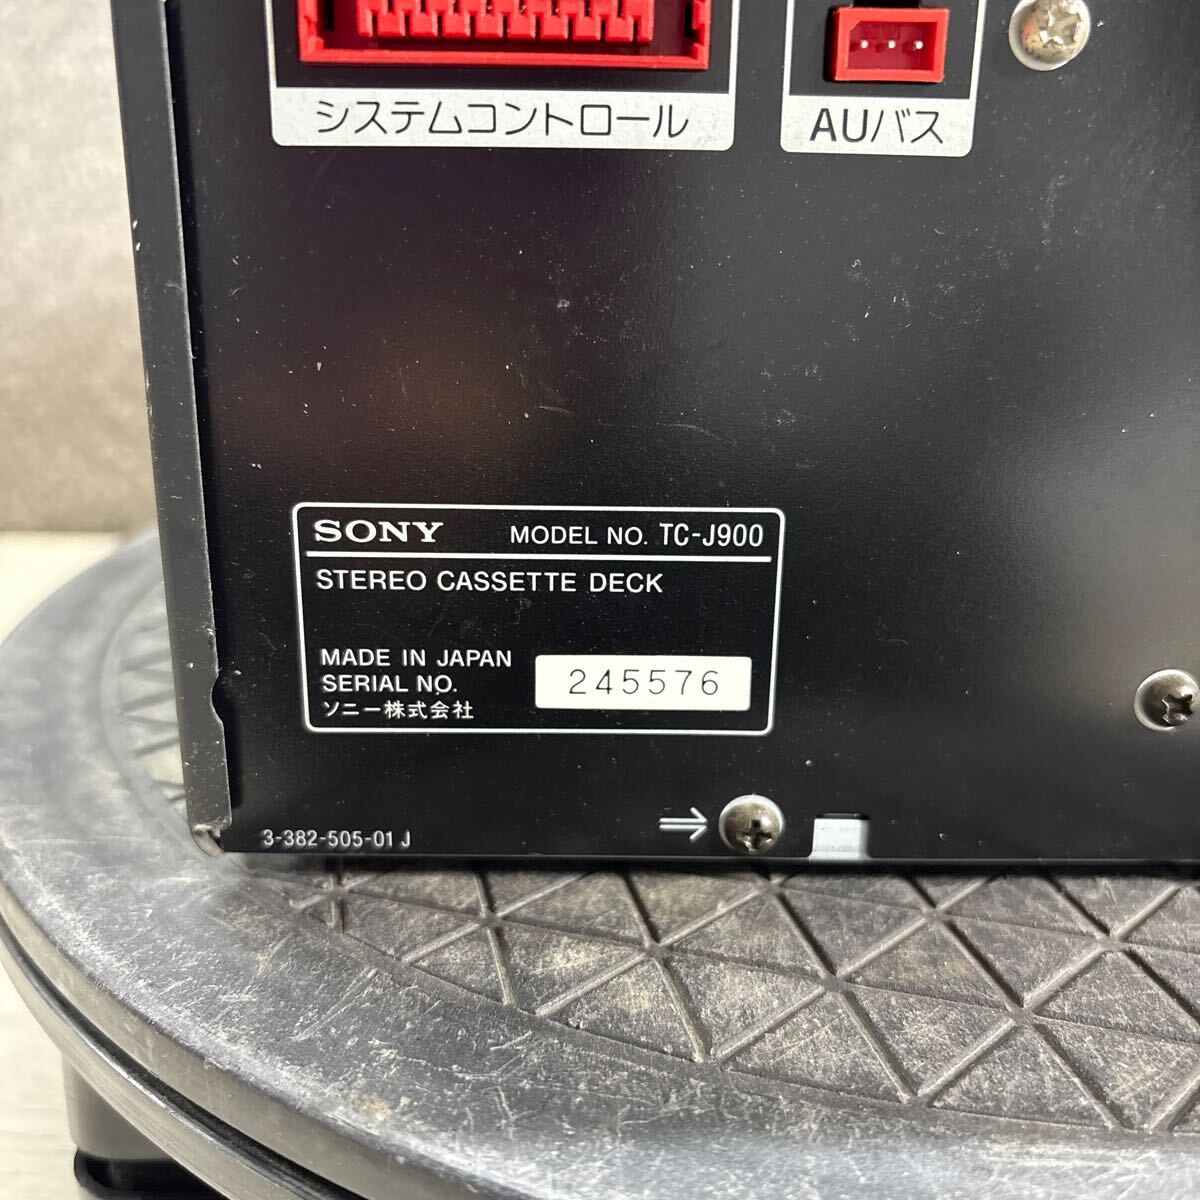 システムコントロール
AUバス
SONY MODEL NO. TC-J900
STEREO CASSETTE DECK
MADE IN JAPAN
SERIAL NO. 245576
ソニー株式会社
⇒
3-382-505-01 J